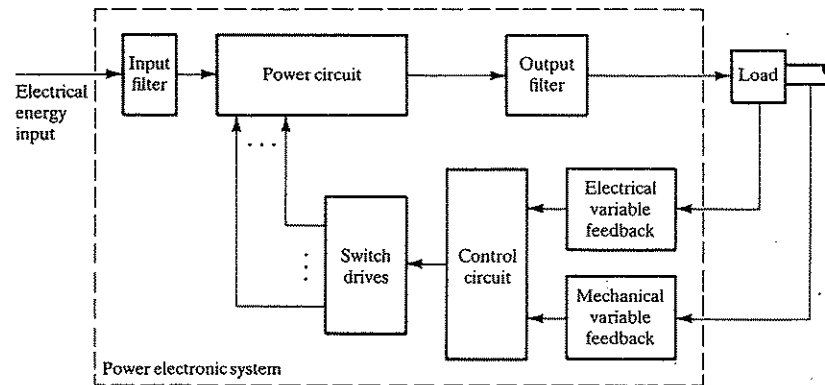 Input
filter
Power circuit
Output
filter
Load
Electrical
energy
input
Electrical
variable
feedback
Switch
drives
Control
circuit
Mechanical
variable
feedback
Power electronic system